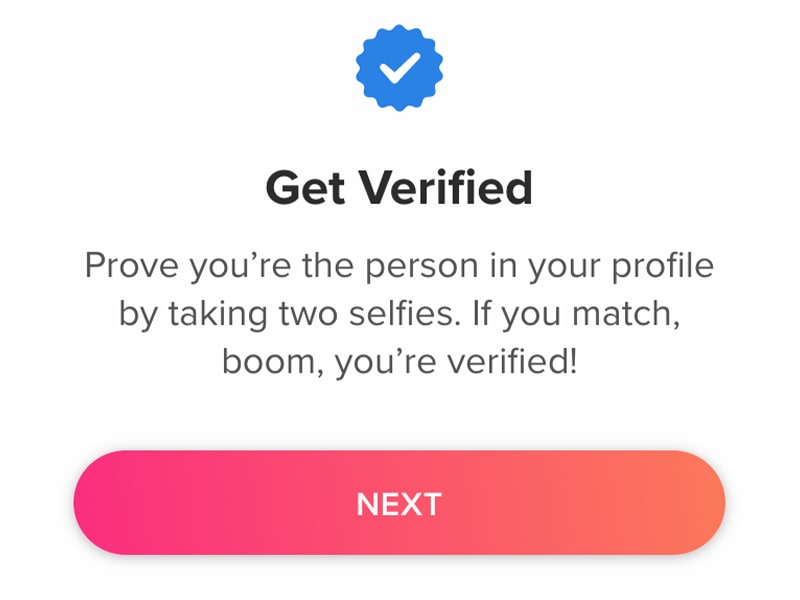 Get Verified
Prove you’re the person in your profile
by taking two selfies. If you match,
boom, you’re verified!
NEXT